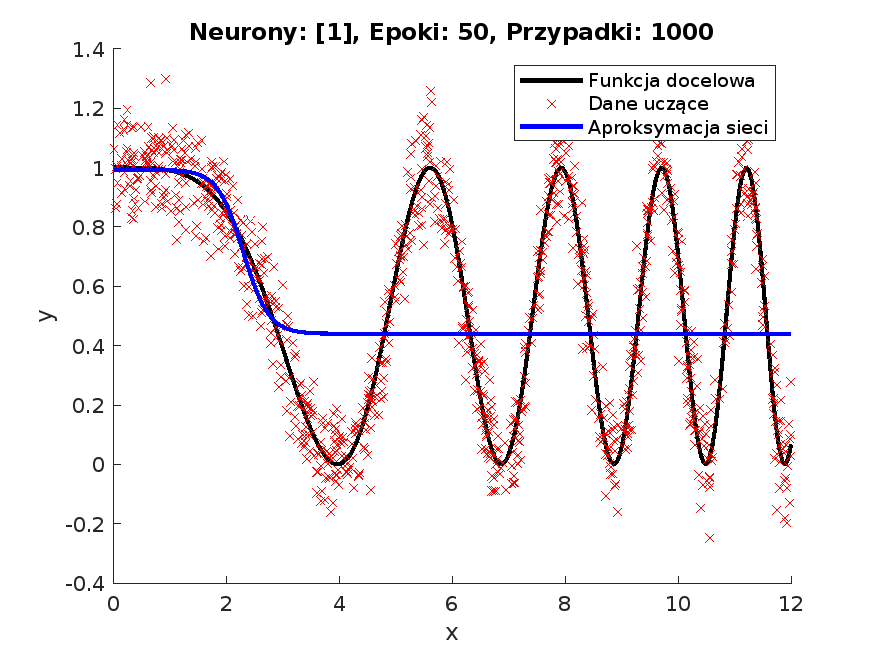 Neurony: [1], Epoki: 50, Przypadki: 1000
Funkcja docelowa
Dane uczące
Aproksymacja sieci
1.4
1.2
1
0.8
0.6
0.4
0.2
0
-0.2
-0.4
y
0 2 4 6 8 10 12
x